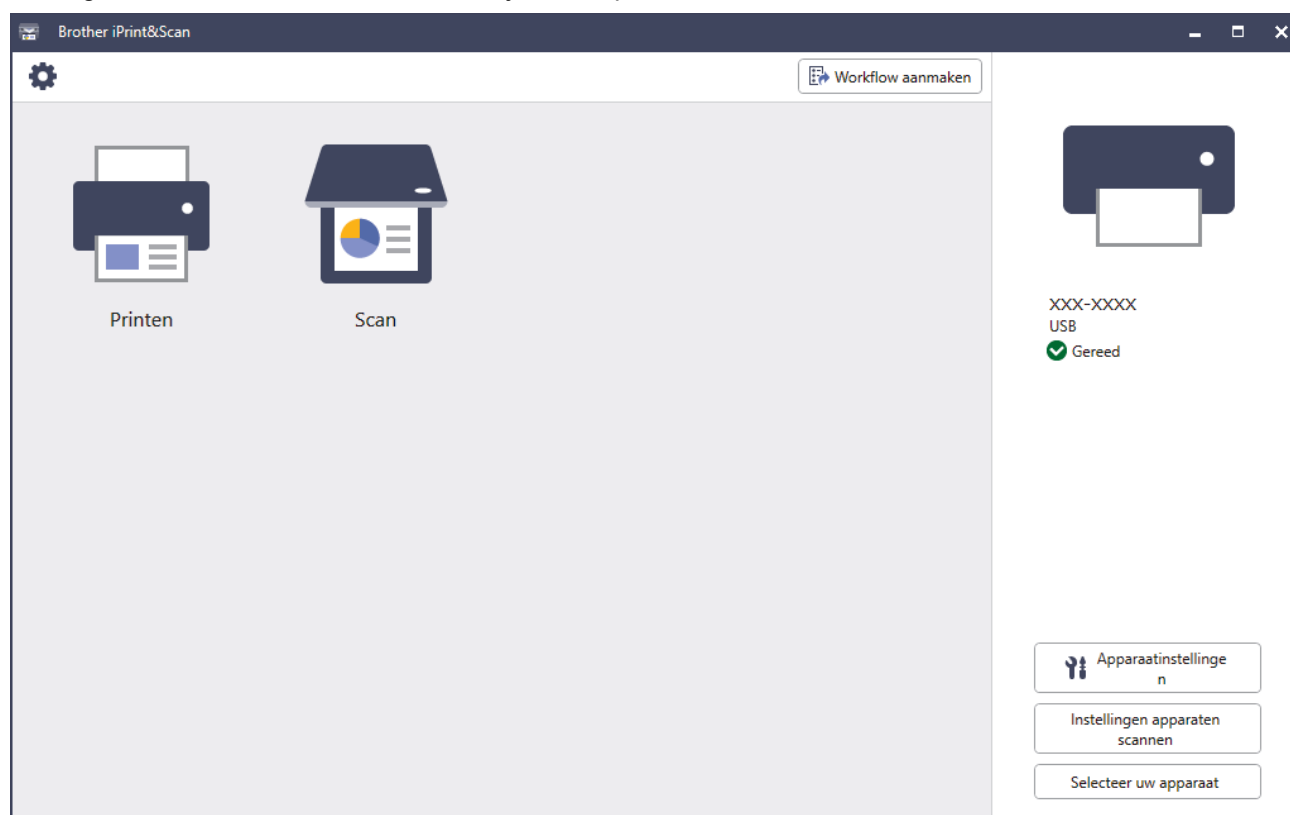 Brother iPrint&Scan
Workflow aanmaken
Printen
Scan
XXX-XXXX
USB
Gereed
Apparaatinstellinge
n
Instellingen apparaten
scannen
Selecteer uw apparaat